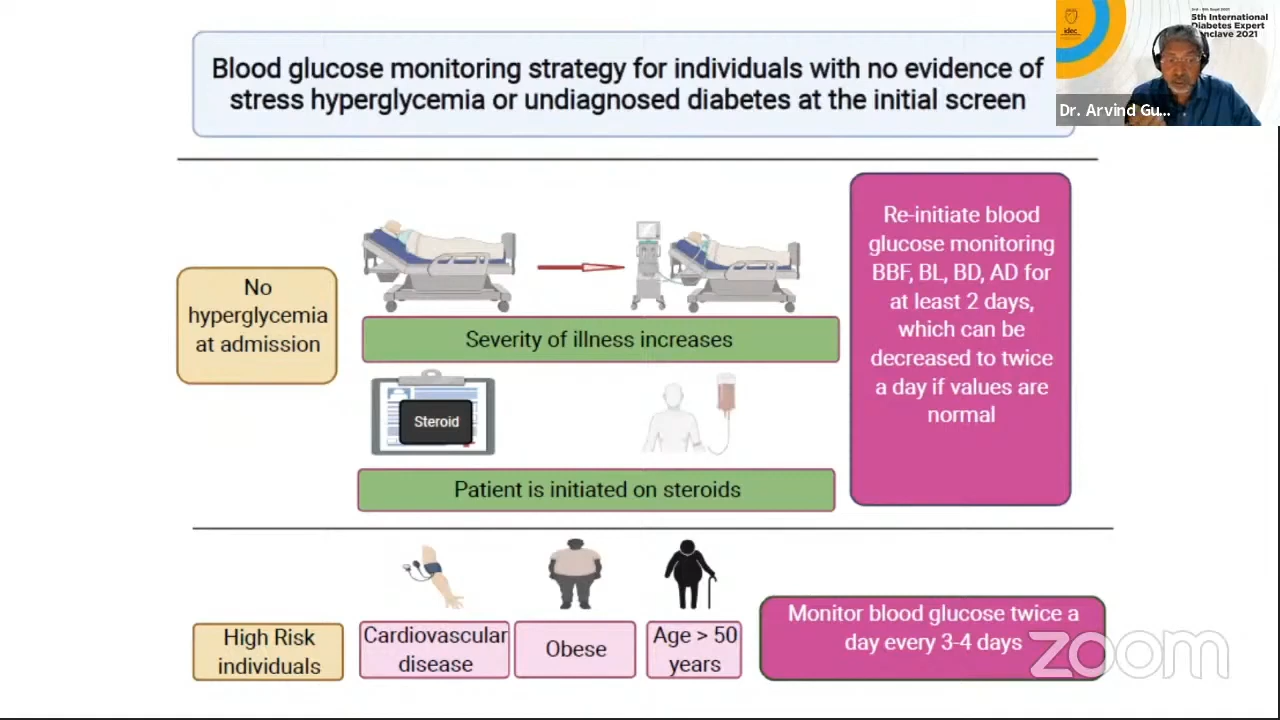 Blood glucose monitoring strategy for individuals with no evidence of
stress hyperglycemia or undiagnosed diabetes at the initial screen
idec
5th International
Diabetes Expert
Conclave 2021
Dr. Arvind Gu...
No
hyperglycemia
at admission
Severity of illness increases
Steroid
Patient is initiated on steroids
Re-initiate blood
glucose monitoring
BBF, BL, BD, AD for
at least 2 days,
which can be
decreased to twice
a day if values are
normal
High Risk
individuals
Cardiovascular
disease
Obese
Age > 50
years
Monitor blood glucose twice a
day every 3-4 days
zoom